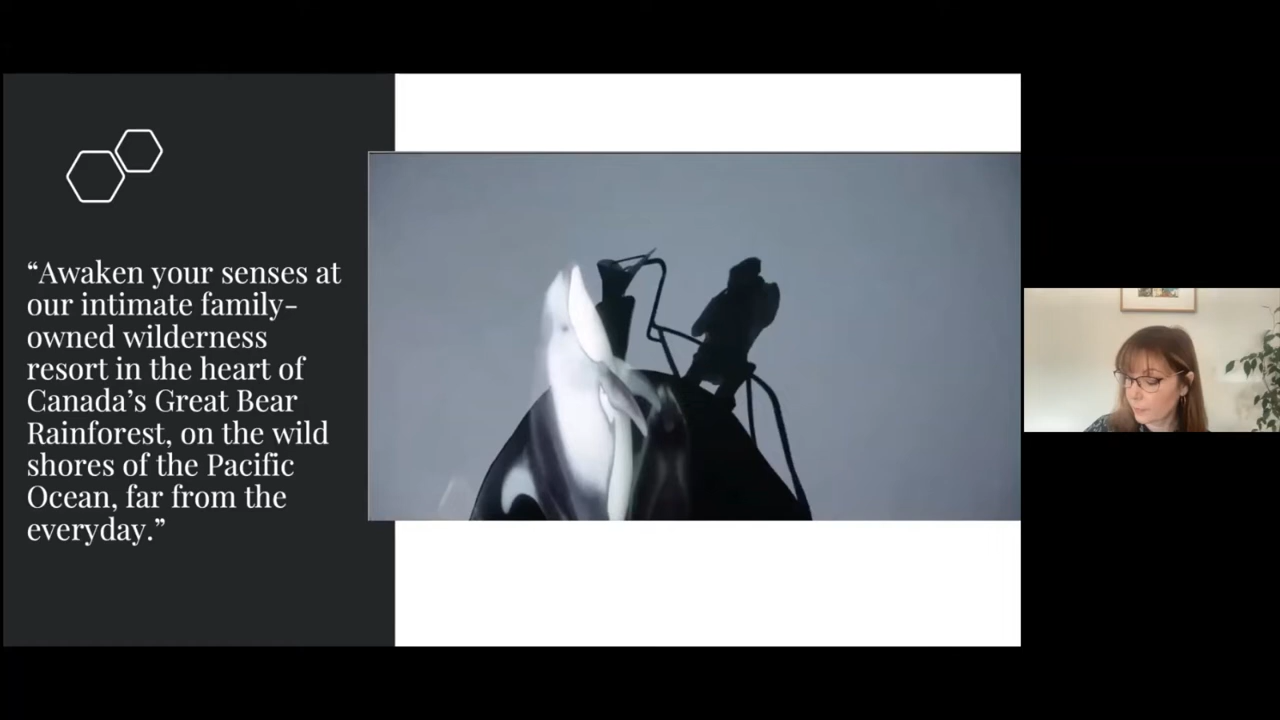 “Awaken your senses at
our intimate family-
owned wilderness
resort in the heart of
Canada’s Great Bear
Rainforest, on the wild
shores of the Pacific
Ocean, far from the
everyday.”